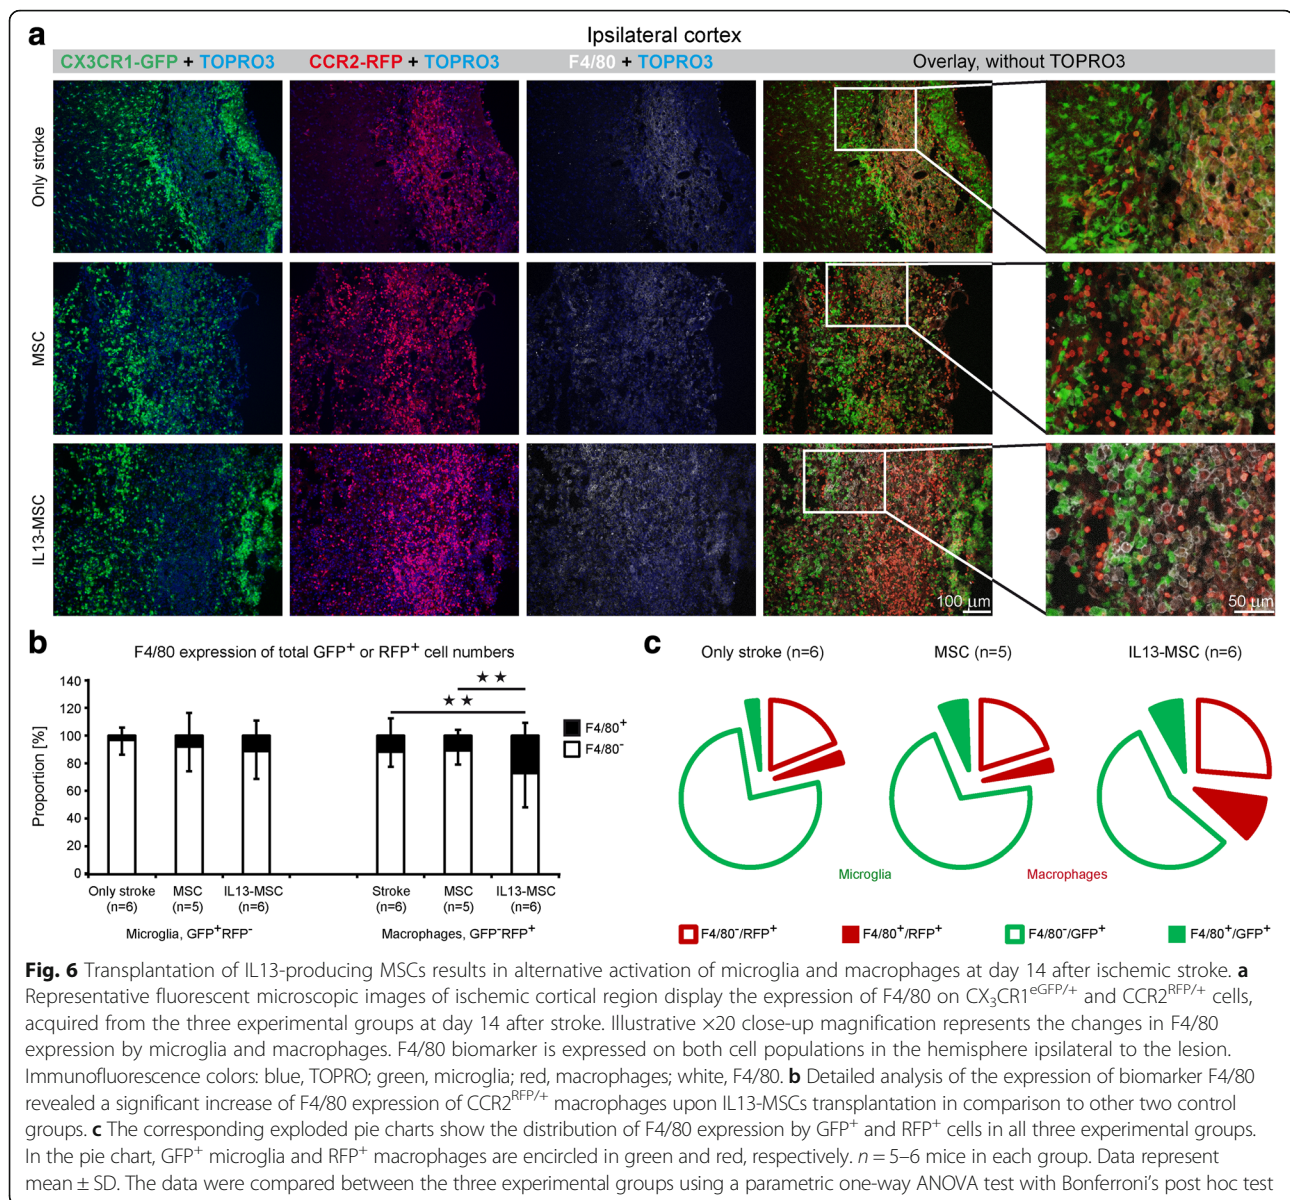 a
Ipsilateral cortex
CX3CR1-GFP + TOPRO3
CCR2-RFP + TOPRO3
F4/80 + TOPRO3
Overlay, without TOPRO3
Only stroke
MSC
IL13-MSC
100 µm
50 µm
b
F4/80 expression of total GFP⁺ or RFP⁺ cell numbers
Proportion [%]
140
120
100
80
60
40
20
0
★ ★
★ ★
F4/80⁺
F4/80⁻
Only stroke
(n=6)
MSC
(n=5)
IL13-MSC
(n=6)
Stroke
(n=6)
MSC
(n=5)
IL13-MSC
(n=6)
Microglia, GFP⁺RFP⁻
Macrophages, GFP⁻RFP⁺
c
Only stroke (n=6)
MSC (n=5)
IL13-MSC (n=6)
Microglia
Macrophages
F4/80⁻/RFP⁺
F4/80⁺/RFP⁺
F4/80⁻/GFP⁺
F4/80⁺/GFP⁺
Fig. 6 Transplantation of IL13-producing MSCs results in alternative activation of microglia and macrophages at day 14 after ischemic stroke. a
Representative fluorescent microscopic images of ischemic cortical region display the expression of F4/80 on CX₃CR1ᵉᴳᶠᴾ/⁺ and CCR2ᴿᶠᴾ/⁺ cells,
acquired from the three experimental groups at day 14 after stroke. Illustrative ×20 close-up magnification represents the changes in F4/80
expression by microglia and macrophages. F4/80 biomarker is expressed on both cell populations in the hemisphere ipsilateral to the lesion.
Immunofluorescence colors: blue, TOPRO; green, microglia; red, macrophages; white, F4/80. b Detailed analysis of the expression of biomarker F4/80
revealed a significant increase of F4/80 expression of CCR2ᴿᶠᴾ/⁺ macrophages upon IL13-MSCs transplantation in comparison to other two control
groups. c The corresponding exploded pie charts show the distribution of F4/80 expression by GFP⁺ and RFP⁺ cells in all three experimental groups.
In the pie chart, GFP⁺ microglia and RFP⁺ macrophages are encircled in green and red, respectively. n = 5–6 mice in each group. Data represent
mean ± SD. The data were compared between the three experimental groups using a parametric one-way ANOVA test with Bonferroni's post hoc test